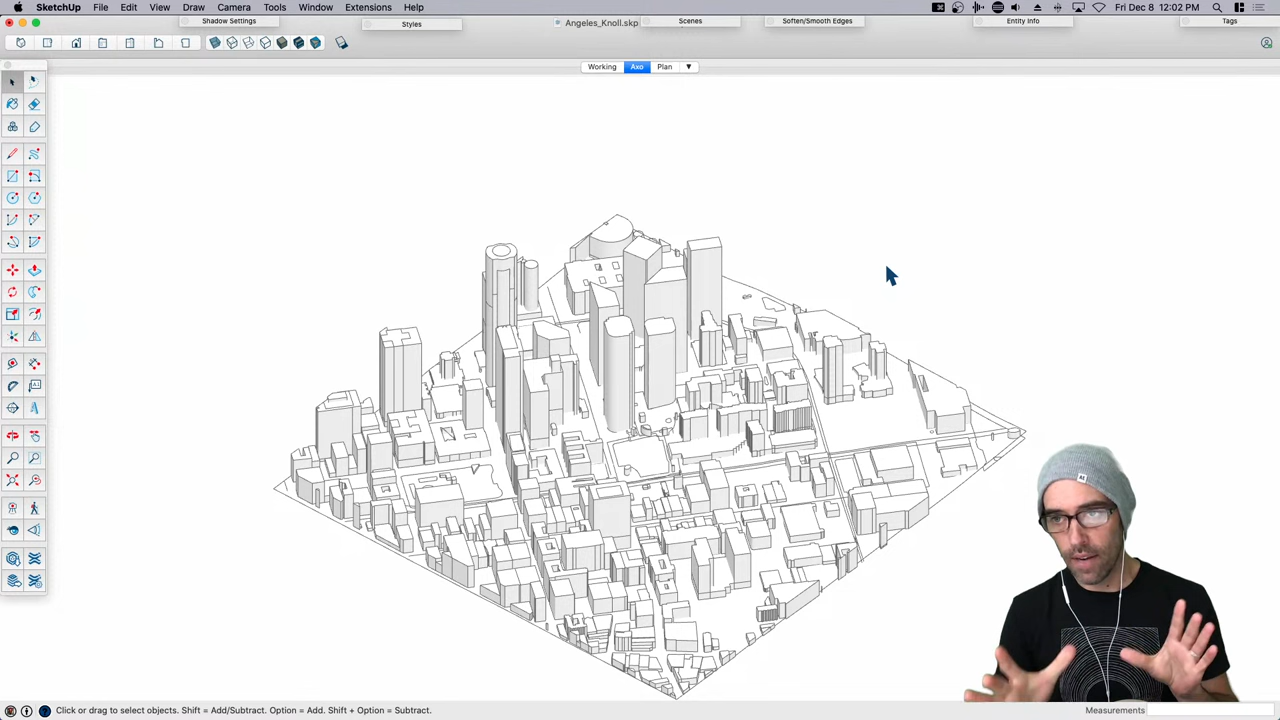 SketchUp File Edit View Draw Camera Tools Window Extensions Help Fri Dec 8 12:02 PM
Shadow Settings
Styles
Angeles_Knoll.skp
Scenes
Soften/Smooth Edges
Entity Info
Tags
Working Axo Plan
At
Click or drag to select objects. Shift = Add/Subtract. Option = Add. Shift + Option = Subtract. Measurements